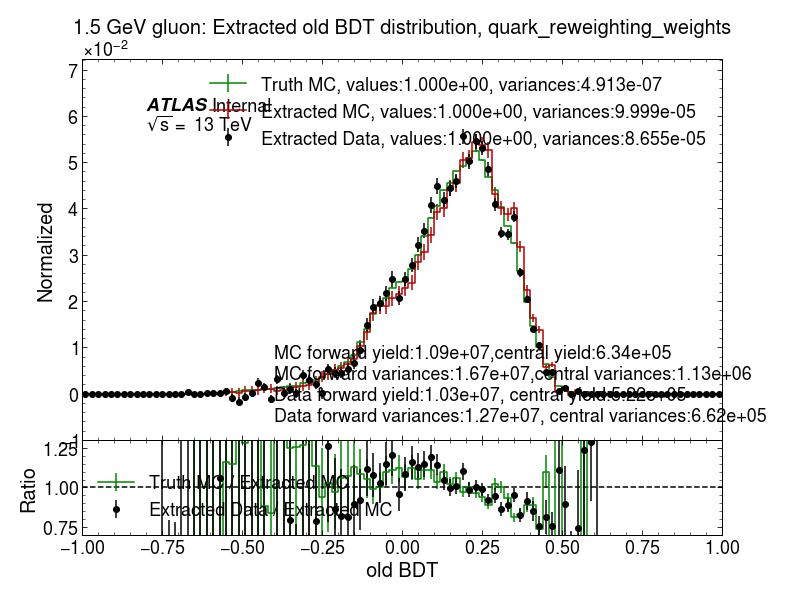 1.5 GeV gluon: Extracted old BDT distribution, quark_reweighting_weights
×10⁻²
7
6
5
4
3
2
1
0
−1
Normalized
Truth MC, values:1.000e+00, variances:4.913e-07
ATLAS Internal
Extracted MC, values:1.000e+00, variances:9.999e-05
√s = 13 TeV
Extracted Data, values:1.000e+00, variances:8.655e-05
MC forward yield:1.09e+07,central yield:6.34e+05
MC forward variances:1.67e+07,central variances:1.13e+06
Data forward yield:1.03e+07, central yield:5.22e+05
Data forward variances:1.27e+07, central variances:6.62e+05
1.25
1.00
0.75
Ratio
Truth MC / Extracted MC
Extracted Data / Extracted MC
−1.00 −0.75 −0.50 −0.25 0.00 0.25 0.50 0.75 1.00
old BDT